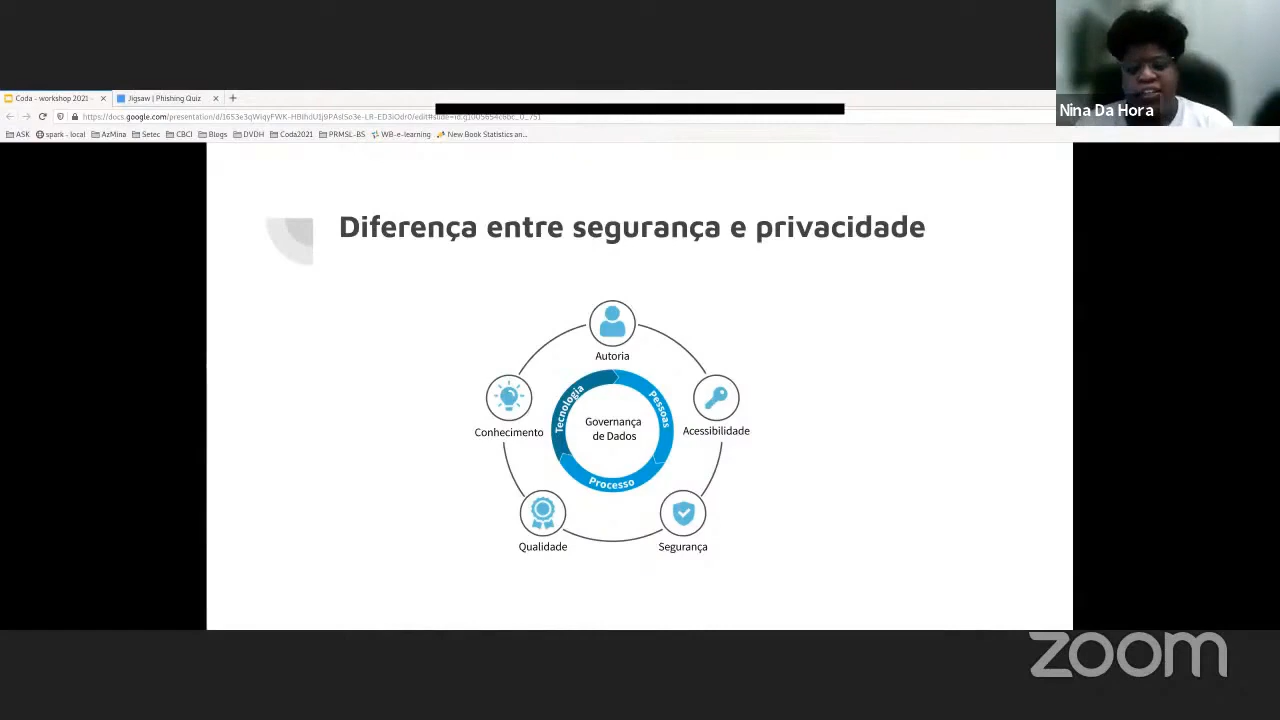 Coda - workshop 2021 -
Jigsaw | Phishing Quiz
ASK
spark - local
AzMina
Setec
CBCI
Blogs
DVDH
Coda2021
PRMSL-BS
WB-e-learning
New Book Statistics an...
Nina Da Hora
Diferença entre segurança e privacidade
Autoria
Conhecimento
Acessibilidade
Qualidade
Segurança
Tecnologia
Pessoas
Processo
Governança
de Dados
zoom